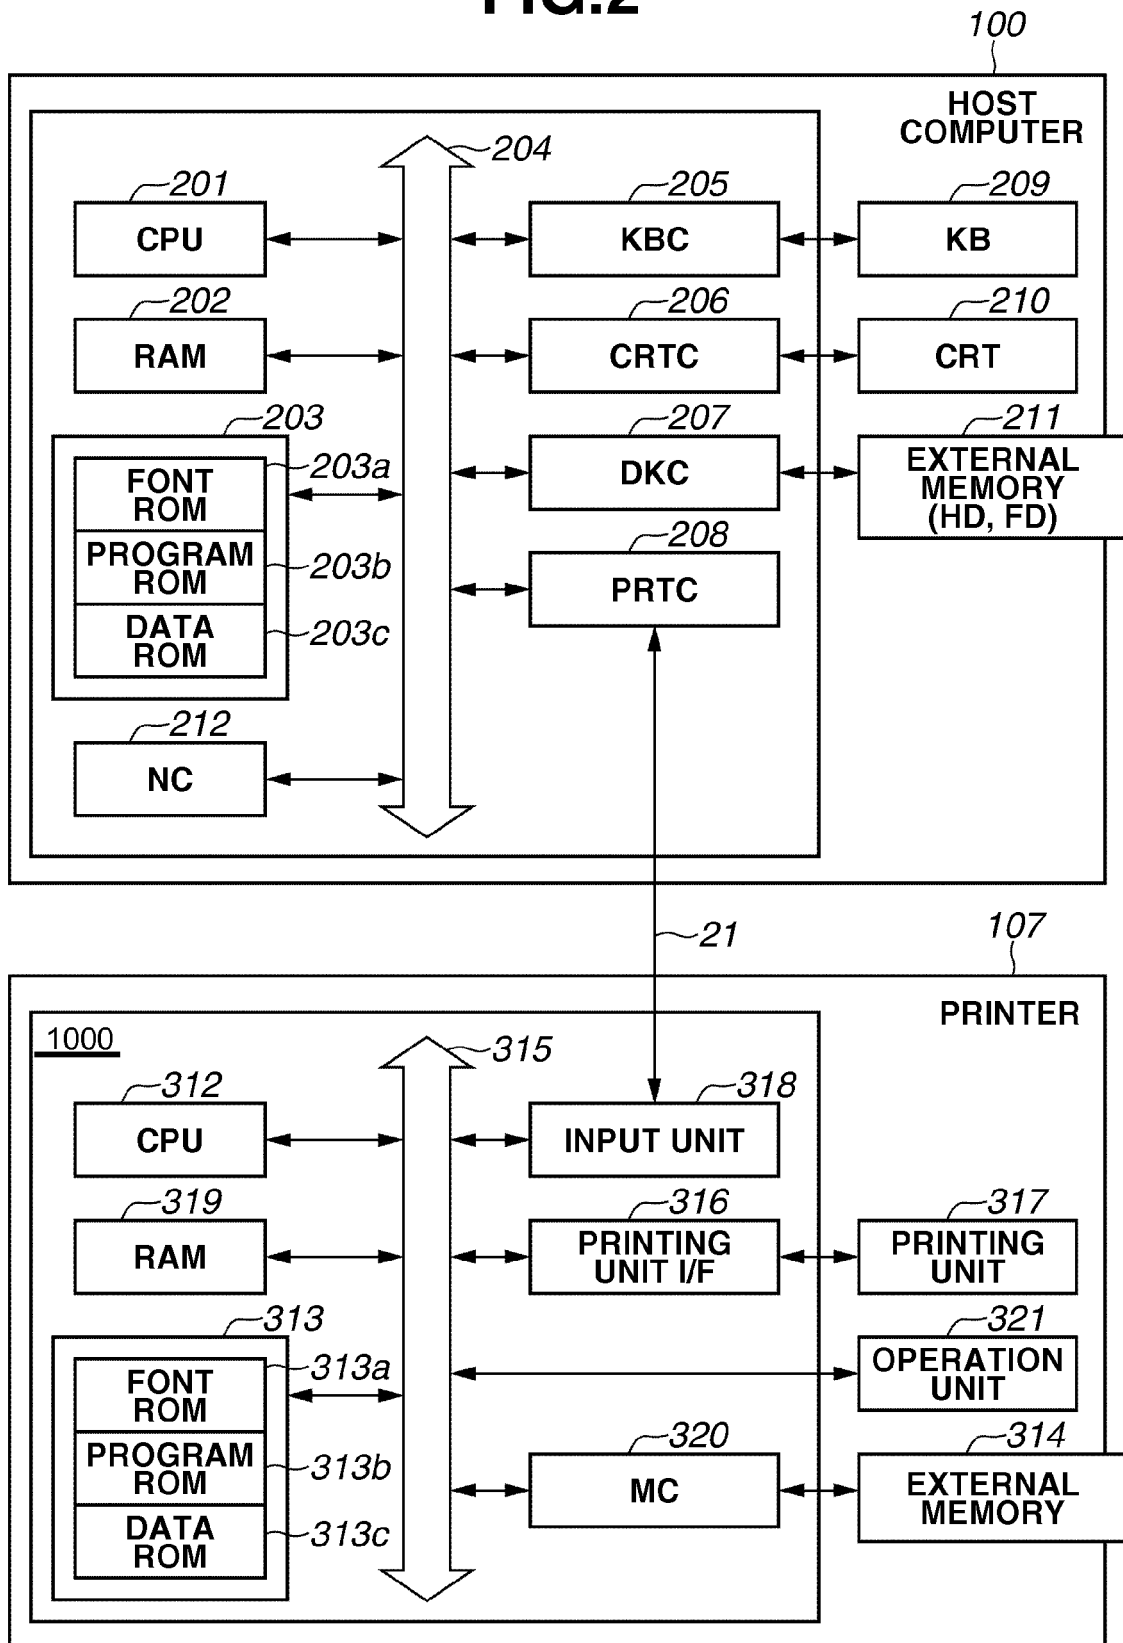 FIG.2
100
HOST
COMPUTER
204
201
CPU
205
KBC
209
KB
202
RAM
206
CRTC
210
CRT
203
203a
FONT
ROM
203b
PROGRAM
ROM
203c
DATA
ROM
207
DKC
211
EXTERNAL
MEMORY
(HD, FD)
208
PRTC
212
NC
21
107
PRINTER
1000
315
312
CPU
318
INPUT UNIT
319
RAM
316
PRINTING
UNIT I/F
317
PRINTING
UNIT
313
313a
FONT
ROM
313b
PROGRAM
ROM
313c
DATA
ROM
321
OPERATION
UNIT
320
MC
314
EXTERNAL
MEMORY